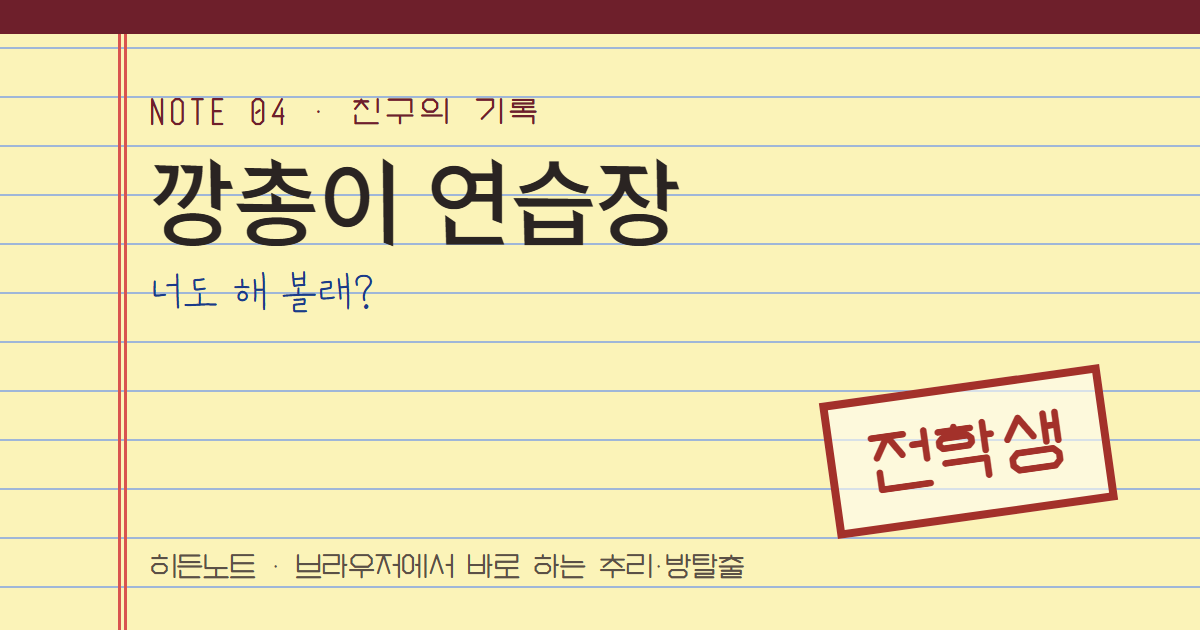 NOTE 04 · 친구의 기록
깡총이 연습장
너도 해 볼래?
전학생
히든노트 · 브라우저에서 바로 하는 추리·방탈출